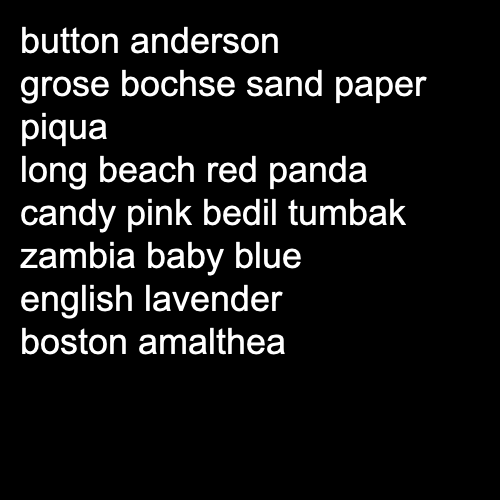 button anderson
grose bochse sand paper
piqua
long beach red panda
candy pink bedil tumbak
zambia baby blue
english lavender
boston amalthea